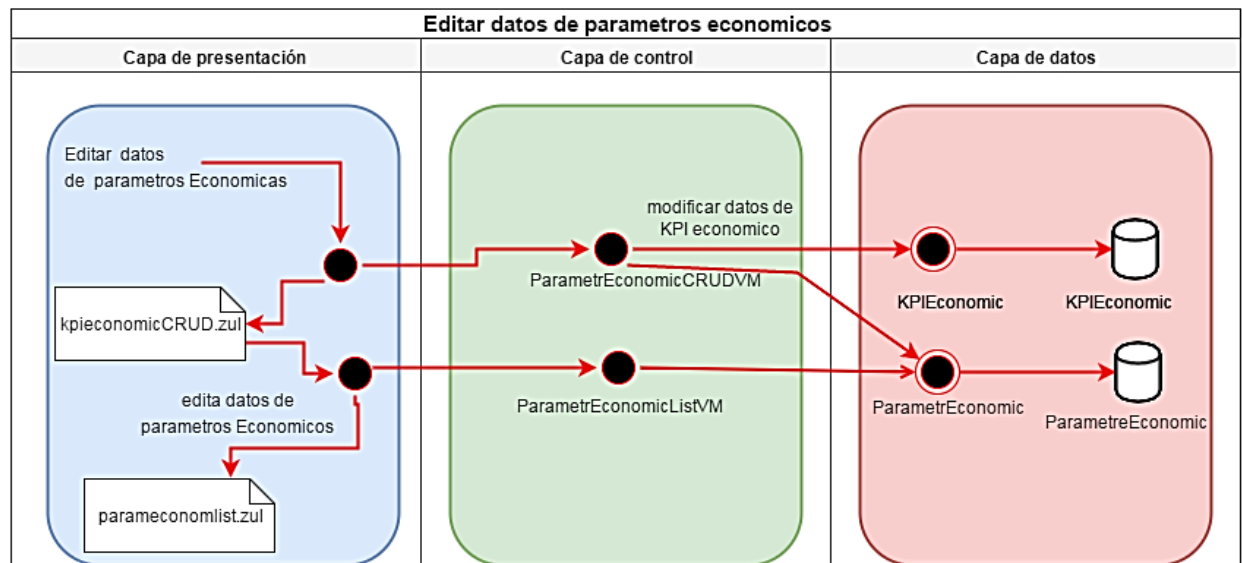 Editar datos de parametros economicos
Capa de presentación
Capa de control
Capa de datos
Editar datos
de parametros Economicas
modificar datos de
KPI economico
ParametrEconomicCRUDVM
KPIEconomic
KPIEconomic
kpieconomicCRUD.zul
edita datos de
parametros Economicos
ParametrEconomicListVM
ParametrEconomic
ParametreEconomic
parameconomlist.zul